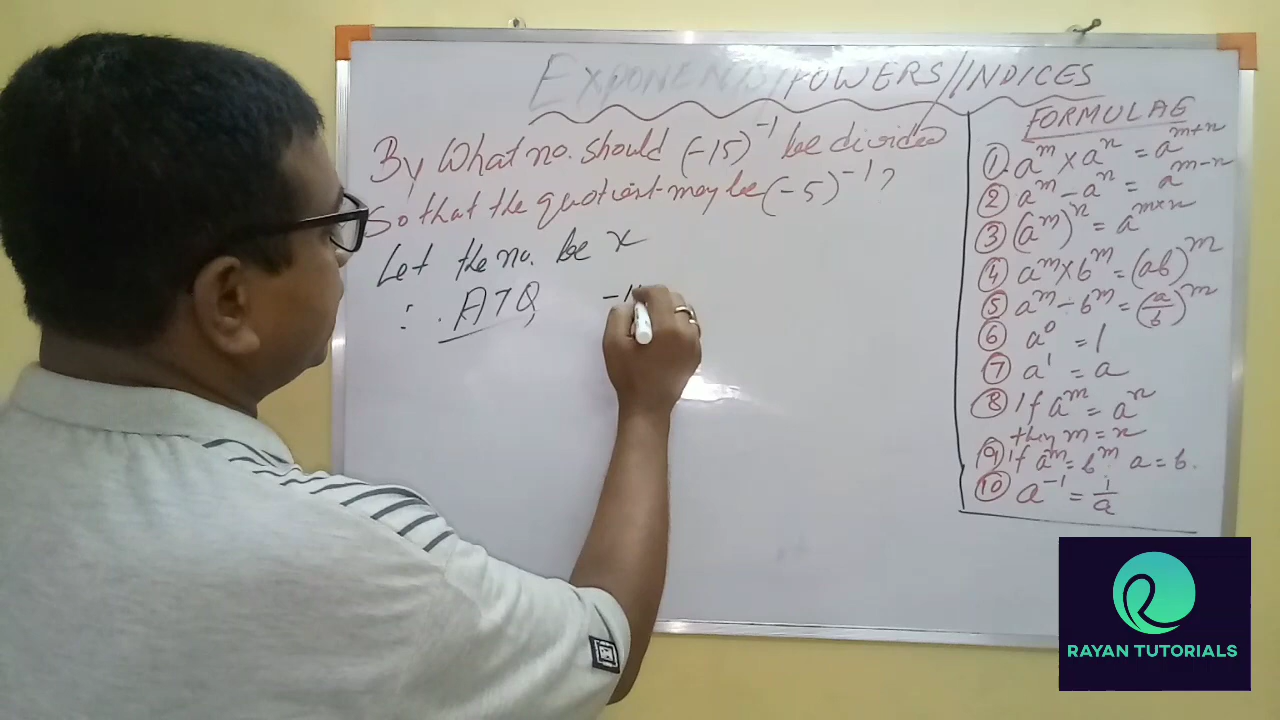 EXPONENTS/POWERS//INDICES
By What no. should (-15)⁻¹ be divided
So that the quotient may be (-5)⁻¹?
Let the no. be x
∴ ATQ, -1
FORMULAE
① a^m × a^n = a^(m+n)
② a^m ÷ a^n = a^(m-n)
③ (a^m)^n = a^(m×n)
④ a^m × b^m = (ab)^m
⑤ a^m ÷ b^m = (a/b)^m
⑥ a⁰ = 1
⑦ a¹ = a
⑧ If a^m = a^n
then m = n
⑨ if a^m = b^m a = b.
⑩ a⁻¹ = 1/a
RAYAN TUTORIALS